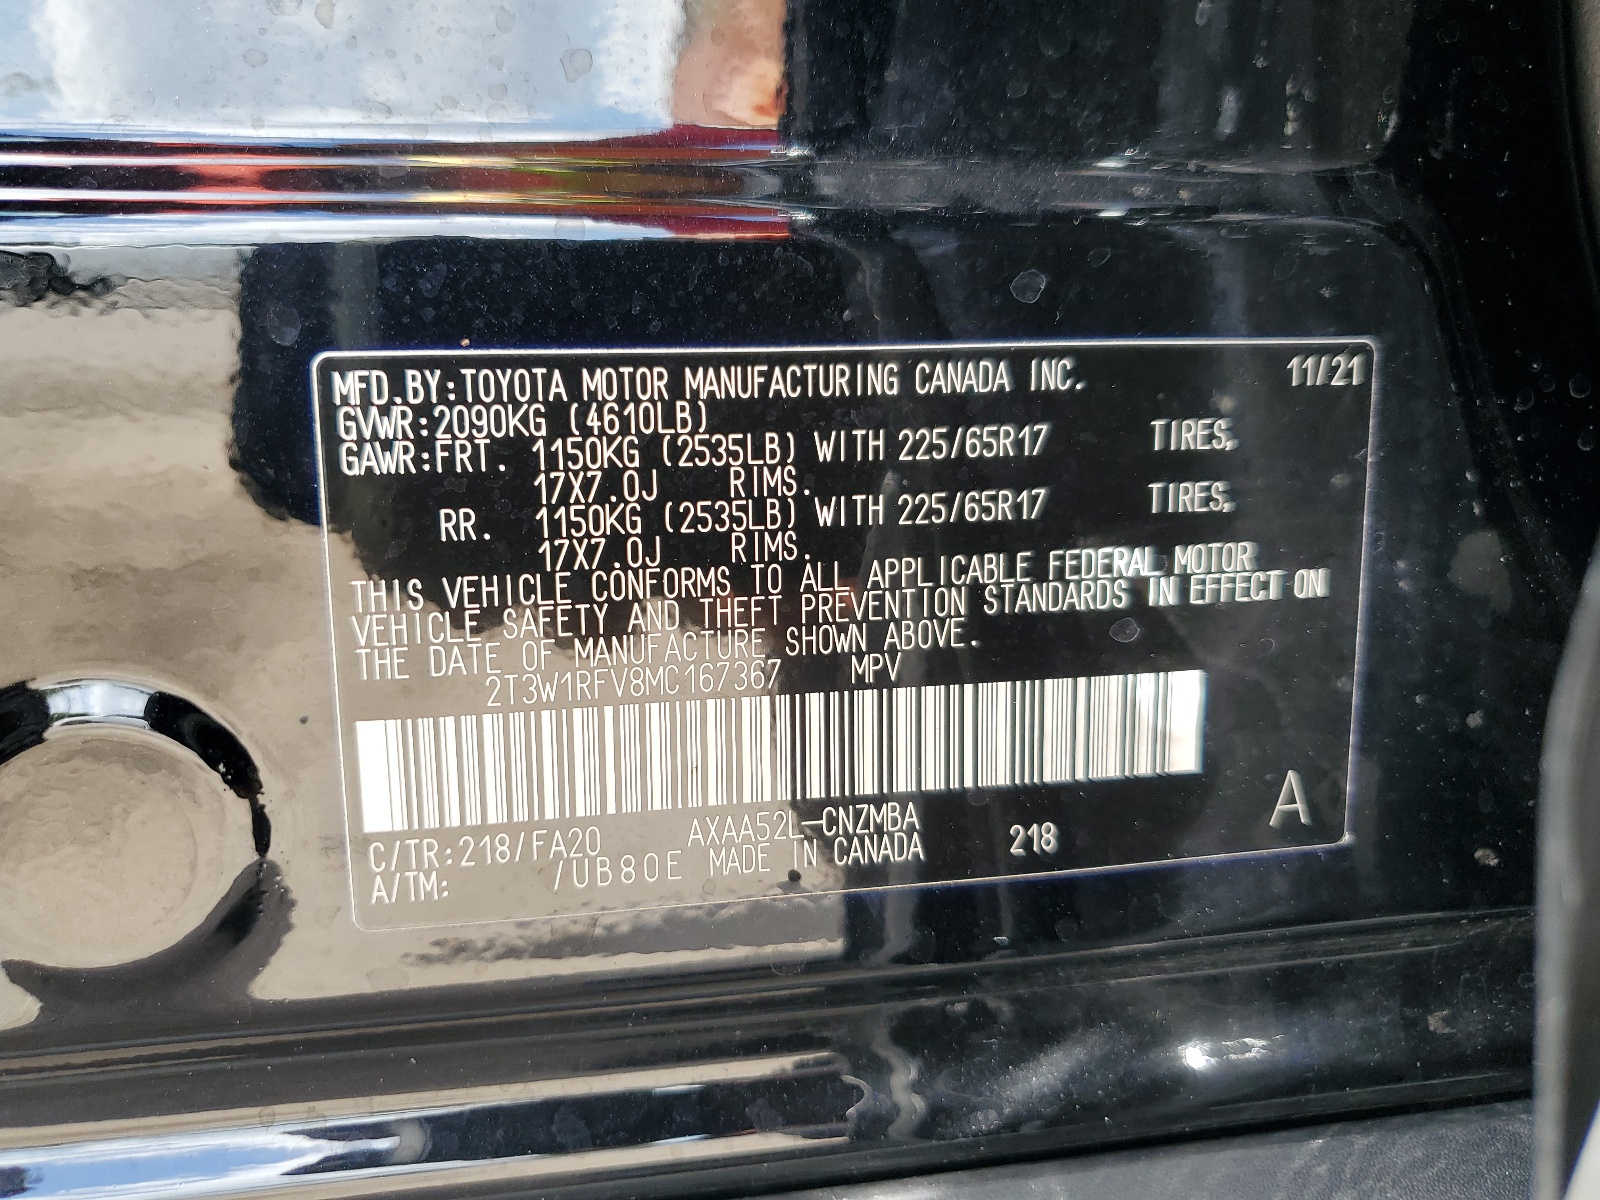 MFD.BY:TOYOTA MOTOR MANUFACTURING CANADA INC. 11/21
GVWR:2090KG (4610LB)
GAWR:FRT. 1150KG (2535LB) WITH 225/65R17 TIRES,
17X7.0J RIMS.
RR. 1150KG (2535LB) WITH 225/65R17 TIRES,
17X7.0J RIMS.
THIS VEHICLE CONFORMS TO ALL APPLICABLE FEDERAL MOTOR
VEHICLE SAFETY AND THEFT PREVENTION STANDARDS IN EFFECT ON
THE DATE OF MANUFACTURE SHOWN ABOVE.
2T3W1RFV8MC167367 MPV
C/TR:218/FA20 AXAA52L-CNZMBA 218 A
A/TM: /UB80E MADE IN CANADA